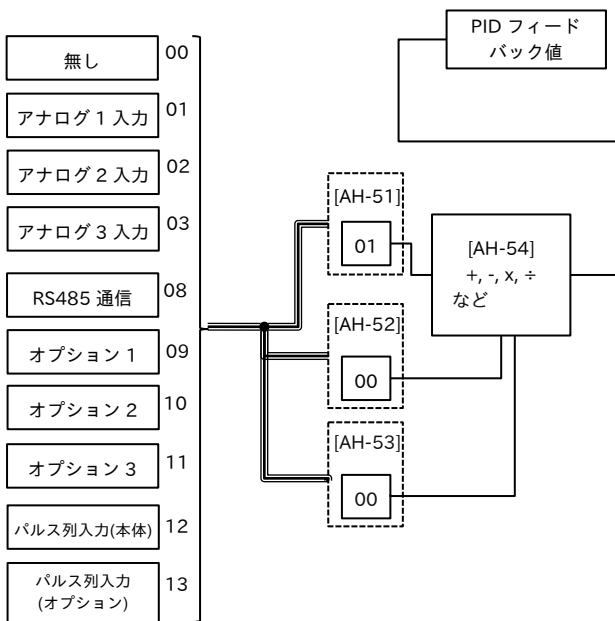 PID フィード
バック値
無し
00
アナログ 1 入力
01
アナログ 2 入力
02
アナログ 3 入力
03
RS485 通信
08
オプション 1
09
オプション 2
10
オプション 3
11
パルス列入力(本体)
12
パルス列入力
(オプション)
13
[AH-51]
01
[AH-52]
00
[AH-53]
00
[AH-54]
+, -, x, ÷
など